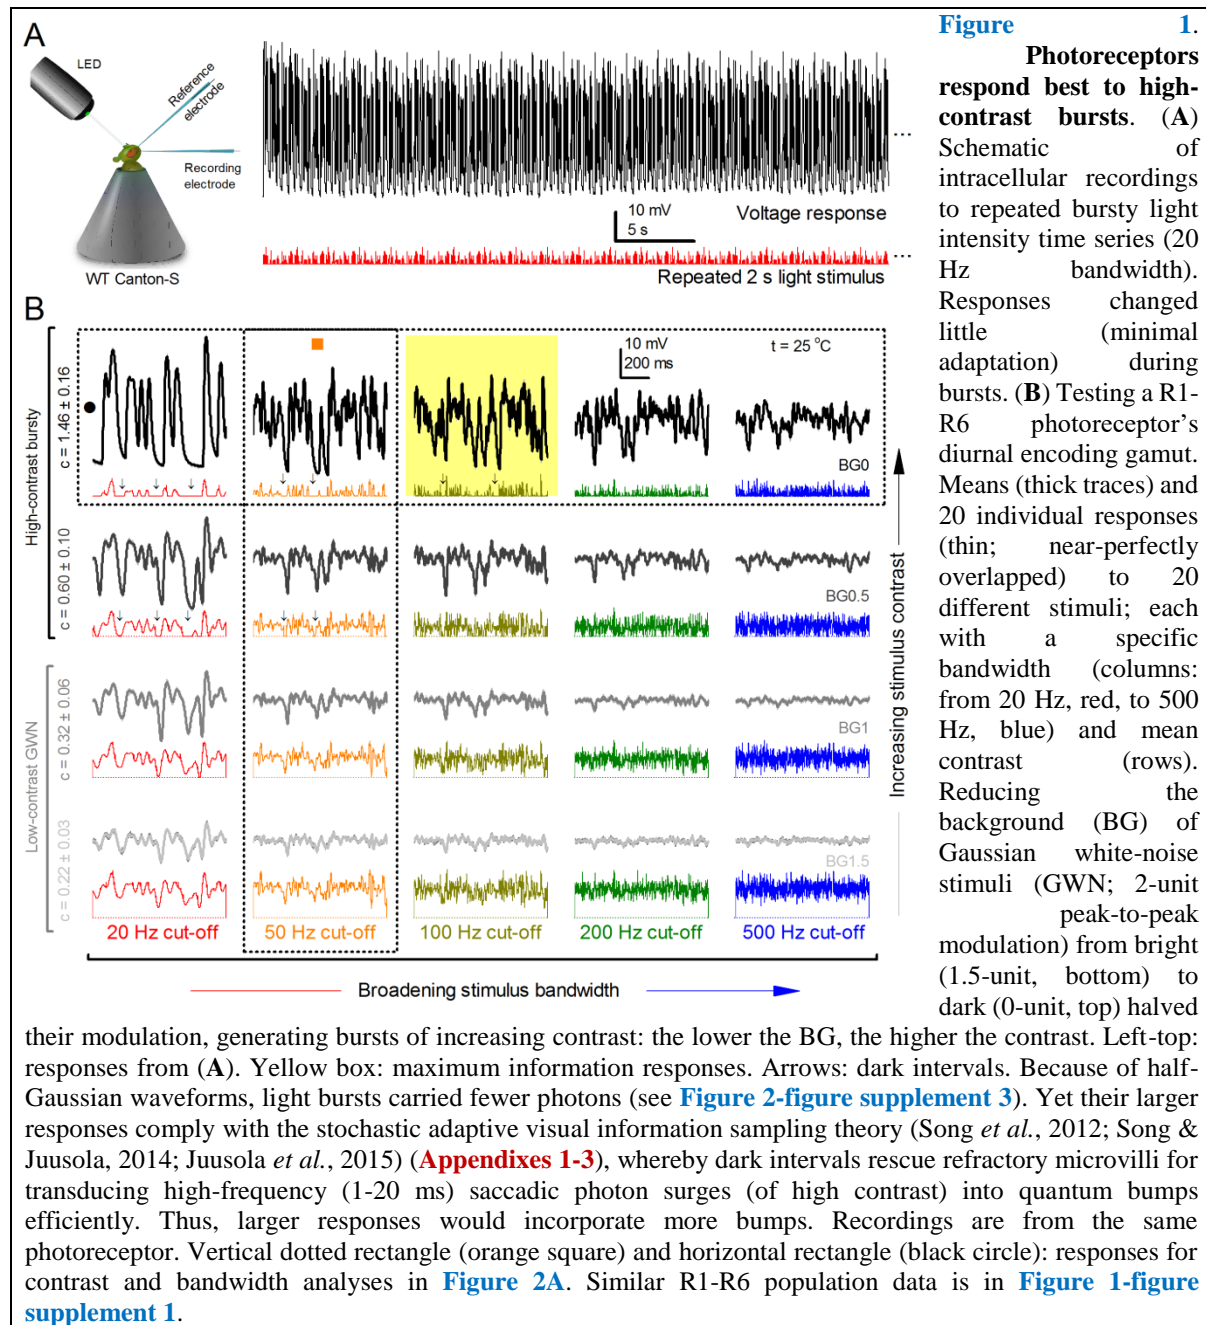 A
LED
Reference
electrode
Recording
electrode
WT Canton-S
...
10 mV
5 s
Voltage response
...
Repeated 2 s light stimulus
B
High-contrast bursty
Low-contrast GWN
c = 1.46 ± 0.16
c = 0.60 ± 0.10
c = 0.32 ± 0.06
c = 0.22 ± 0.03
10 mV
200 ms
t = 25 °C
BG0
BG0.5
BG1
BG1.5
Increasing stimulus contrast
20 Hz cut-off
50 Hz cut-off
100 Hz cut-off
200 Hz cut-off
500 Hz cut-off
Broadening stimulus bandwidth
Figure 1.
Photoreceptors
respond best to high-
contrast bursts. (A)
Schematic of
intracellular recordings
to repeated bursty light
intensity time series (20
Hz bandwidth).
Responses changed
little (minimal
adaptation) during
bursts. (B) Testing a R1-
R6 photoreceptor's
diurnal encoding gamut.
Means (thick traces) and
20 individual responses
(thin; near-perfectly
overlapped) to 20
different stimuli; each
with a specific
bandwidth (columns:
from 20 Hz, red, to 500
Hz, blue) and mean
contrast (rows).
Reducing the
background (BG) of
Gaussian white-noise
stimuli (GWN; 2-unit
peak-to-peak
modulation) from bright
(1.5-unit, bottom) to
dark (0-unit, top) halved
their modulation, generating bursts of increasing contrast: the lower the BG, the higher the contrast. Left-top:
responses from (A). Yellow box: maximum information responses. Arrows: dark intervals. Because of half-
Gaussian waveforms, light bursts carried fewer photons (see Figure 2-figure supplement 3). Yet their larger
responses comply with the stochastic adaptive visual information sampling theory (Song et al., 2012; Song &
Juusola, 2014; Juusola et al., 2015) (Appendixes 1-3), whereby dark intervals rescue refractory microvilli for
transducing high-frequency (1-20 ms) saccadic photon surges (of high contrast) into quantum bumps
efficiently. Thus, larger responses would incorporate more bumps. Recordings are from the same
photoreceptor. Vertical dotted rectangle (orange square) and horizontal rectangle (black circle): responses for
contrast and bandwidth analyses in Figure 2A. Similar R1-R6 population data is in Figure 1-figure
supplement 1.